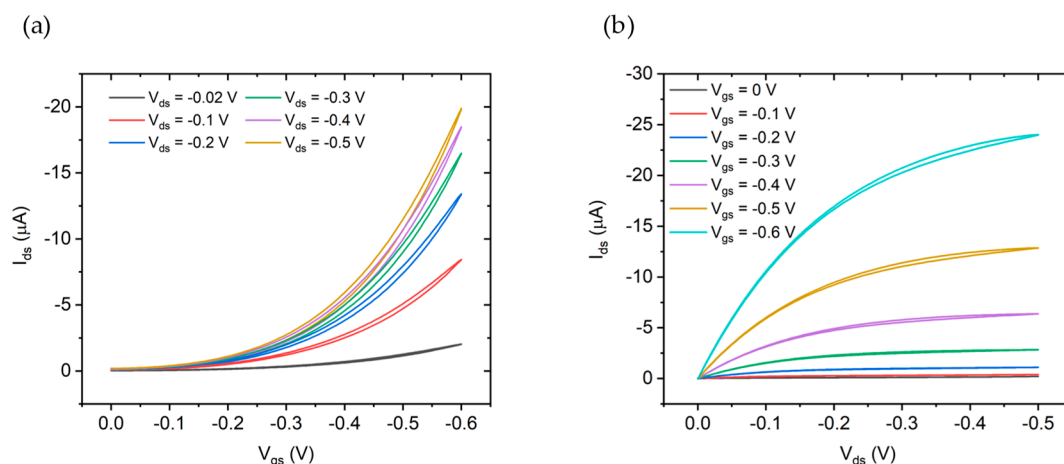 (a)
(b)
V_ds = -0.02 V
V_ds = -0.1 V
V_ds = -0.2 V
V_ds = -0.3 V
V_ds = -0.4 V
V_ds = -0.5 V
-20
-15
-10
-5
0
I_ds (μA)
0.0 -0.1 -0.2 -0.3 -0.4 -0.5 -0.6
V_gs (V)
V_gs = 0 V
V_gs = -0.1 V
V_gs = -0.2 V
V_gs = -0.3 V
V_gs = -0.4 V
V_gs = -0.5 V
V_gs = -0.6 V
-30
-25
-20
-15
-10
-5
0
-5
I_ds (μA)
0.0 -0.1 -0.2 -0.3 -0.4 -0.5
V_ds (V)